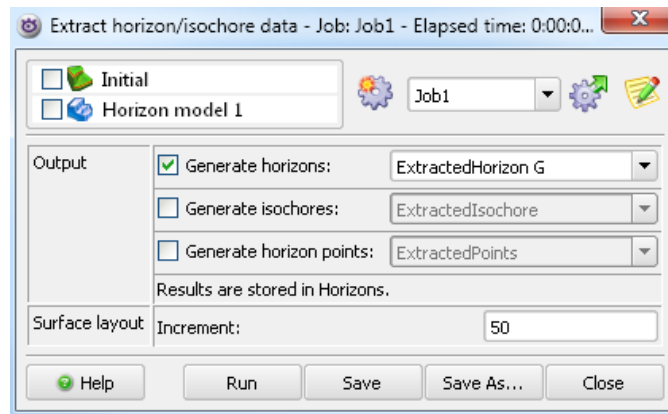 Extract horizon/isochore data - Job: Job1 - Elapsed time: 0:00:0...
Initial
Horizon model 1
Job1
Output
Generate horizons: ExtractedHorizon G
Generate isochores: ExtractedIsochore
Generate horizon points: ExtractedPoints
Results are stored in Horizons.
Surface layout Increment: 50
Help Run Save Save As... Close